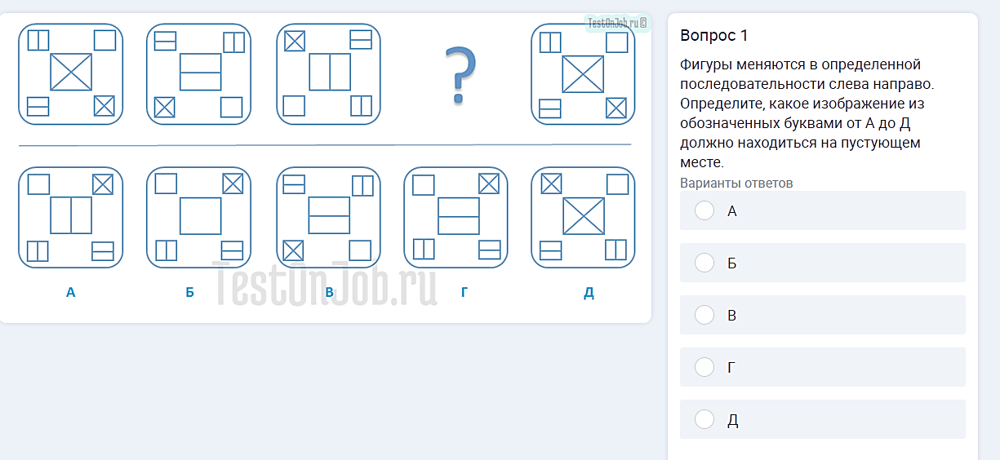 TestOnJob.ru©
?
TestOnJob.ru
А
Б
В
Г
Д
Вопрос 1
Фигуры меняются в определенной
последовательности слева направо.
Определите, какое изображение из
обозначенных буквами от А до Д
должно находиться на пустующем
месте.
Варианты ответов
А
Б
В
Г
Д